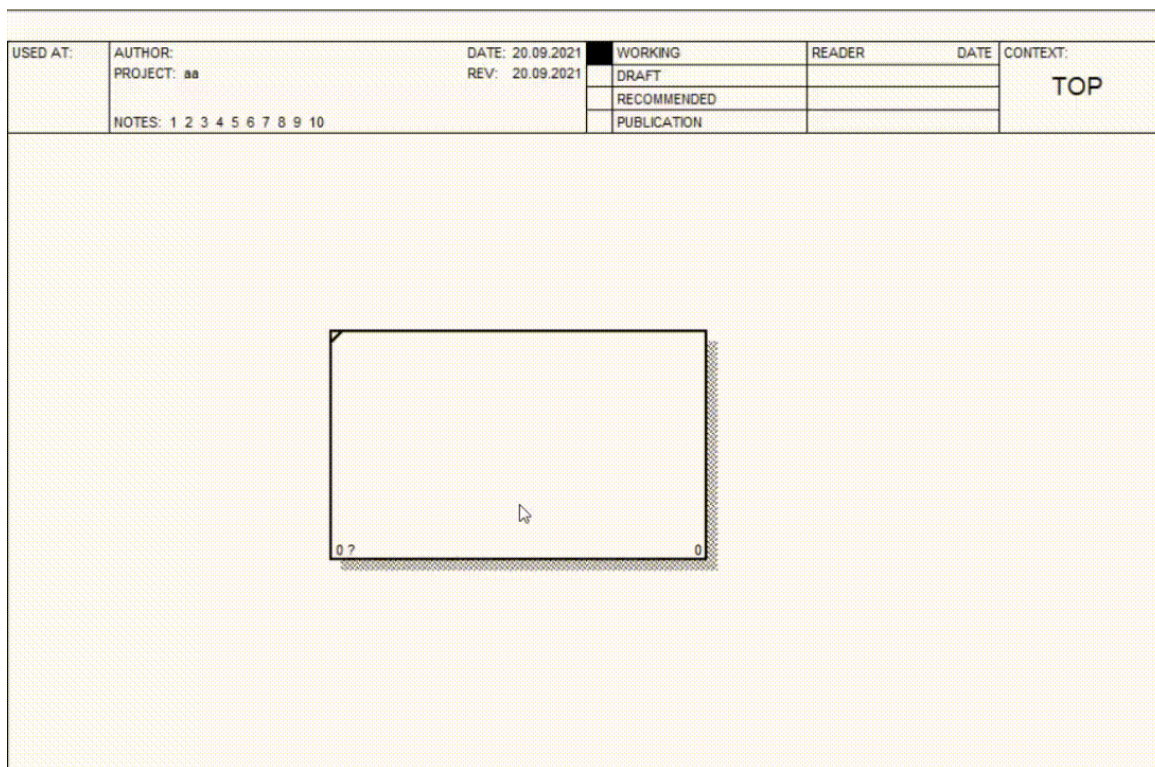 USED AT:
AUTHOR:
DATE: 20.09.2021
WORKING
READER
DATE
CONTEXT:
PROJECT: aa
REV: 20.09.2021
DRAFT
TOP
RECOMMENDED
NOTES: 1 2 3 4 5 6 7 8 9 10
PUBLICATION
0 ?
0